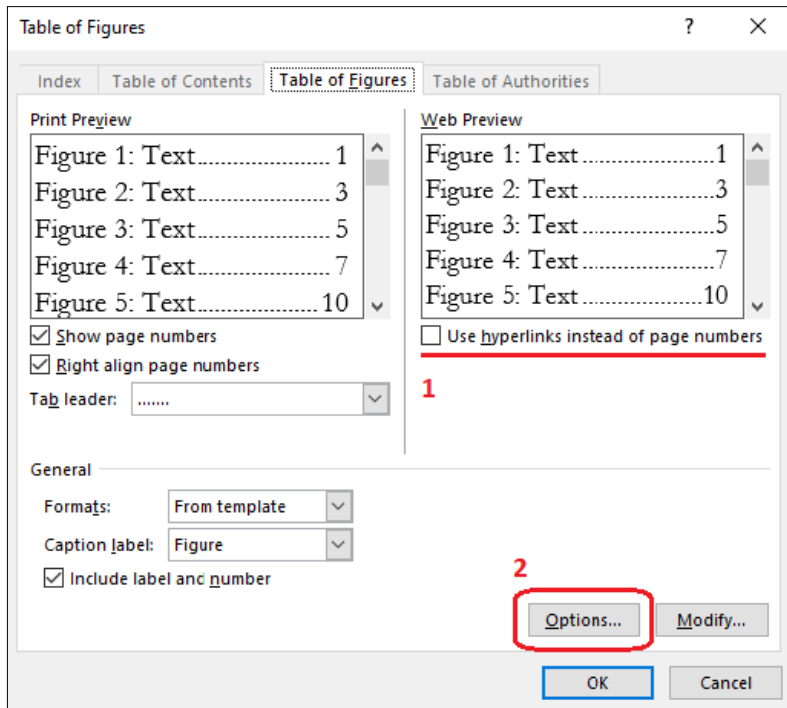 Table of Figures
? X
Index Table of Contents Table of Figures Table of Authorities
Print Preview
Figure 1: Text.......................... 1
Figure 2: Text.......................... 3
Figure 3: Text.......................... 5
Figure 4: Text.......................... 7
Figure 5: Text........................ 10
Show page numbers
Right align page numbers
Tab leader: .......
Web Preview
Figure 1: Text..........................1
Figure 2: Text..........................3
Figure 3: Text..........................5
Figure 4: Text..........................7
Figure 5: Text........................10
Use hyperlinks instead of page numbers
1
General
Formats: From template
Caption label: Figure
Include label and number
2
Options... Modify...
OK Cancel